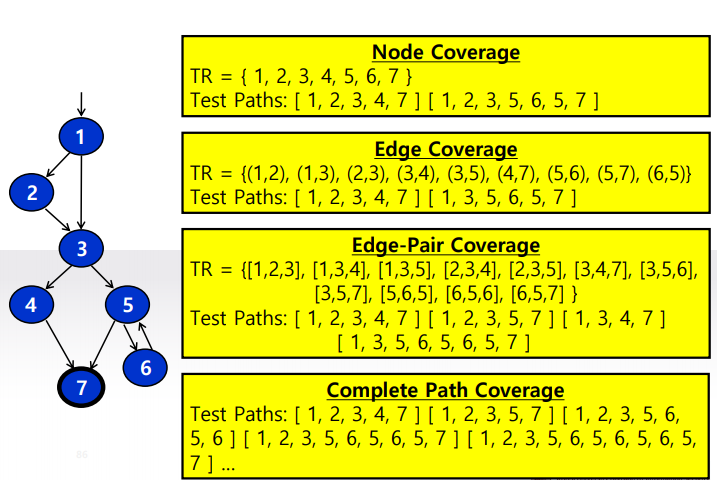 Node Coverage
TR = { 1, 2, 3, 4, 5, 6, 7 }
Test Paths: [ 1, 2, 3, 4, 7 ] [ 1, 2, 3, 5, 6, 5, 7 ]
Edge Coverage
TR = {(1,2), (1,3), (2,3), (3,4), (3,5), (4,7), (5,6), (5,7), (6,5)}
Test Paths: [ 1, 2, 3, 4, 7 ] [ 1, 3, 5, 6, 5, 7 ]
Edge-Pair Coverage
TR = {[1,2,3], [1,3,4], [1,3,5], [2,3,4], [2,3,5], [3,4,7], [3,5,6],
[3,5,7], [5,6,5], [6,5,6], [6,5,7] }
Test Paths: [ 1, 2, 3, 4, 7 ] [ 1, 2, 3, 5, 7 ] [ 1, 3, 4, 7 ]
[ 1, 3, 5, 6, 5, 6, 5, 7 ]
Complete Path Coverage
Test Paths: [ 1, 2, 3, 4, 7 ] [ 1, 2, 3, 5, 7 ] [ 1, 2, 3, 5, 6,
5, 6 ] [ 1, 2, 3, 5, 6, 5, 6, 5, 7 ] [ 1, 2, 3, 5, 6, 5, 6, 5, 6, 5,
7 ] ...
1
2
3
4
5
6
7
86